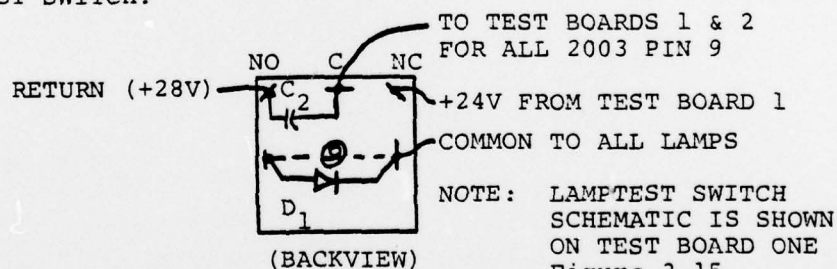 ST SWITCH:
TO TEST BOARDS 1 & 2
FOR ALL 2003 PIN 9
NO C NC
RETURN (+28V)
C2
+24V FROM TEST BOARD 1
COMMON TO ALL LAMPS
D1
NOTE: LAMPTEST SWITCH
SCHEMATIC IS SHOWN
ON TEST BOARD ONE
(BACKVIEW)
Figure 3-15